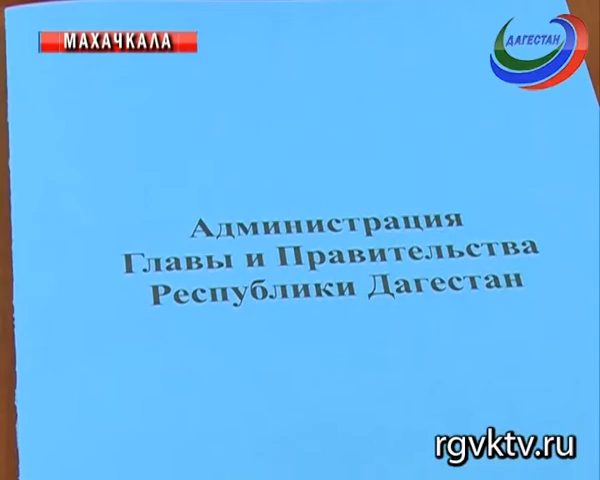 МАХАЧКАЛА
ДАГЕСТАН
Администрация
Главы и Правительства
Республики Дагестан
rgvktv.ru